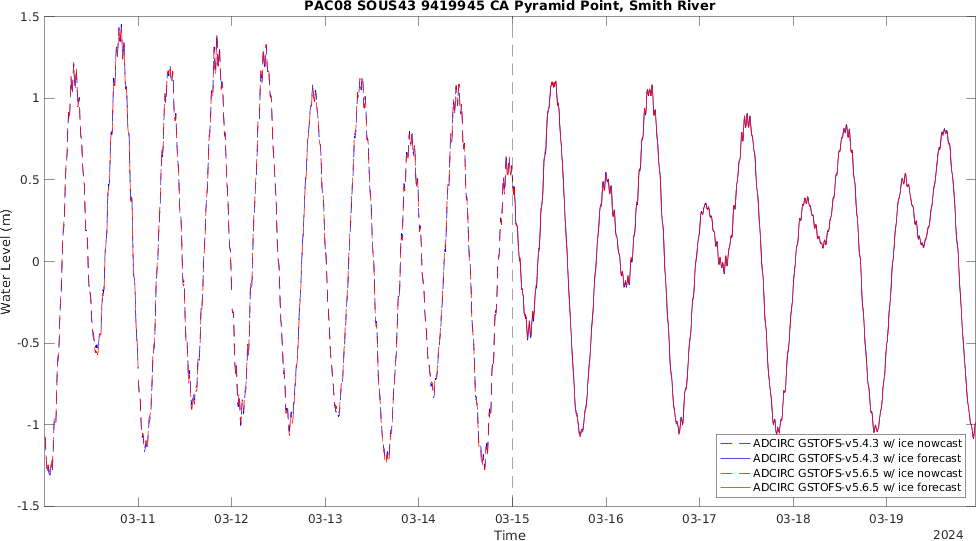 PAC08 SOUS43 9419945 CA Pyramid Point, Smith River
1.5
1
0.5
0
-0.5
-1
-1.5
Water Level (m)
ADCIRC GSTOFS-v5.4.3 w/ ice nowcast
ADCIRC GSTOFS-v5.4.3 w/ ice forecast
ADCIRC GSTOFS-v5.6.5 w/ ice nowcast
ADCIRC GSTOFS-v5.6.5 w/ ice forecast
03-11 03-12 03-13 03-14 03-15 03-16 03-17 03-18 03-19
Time
2024